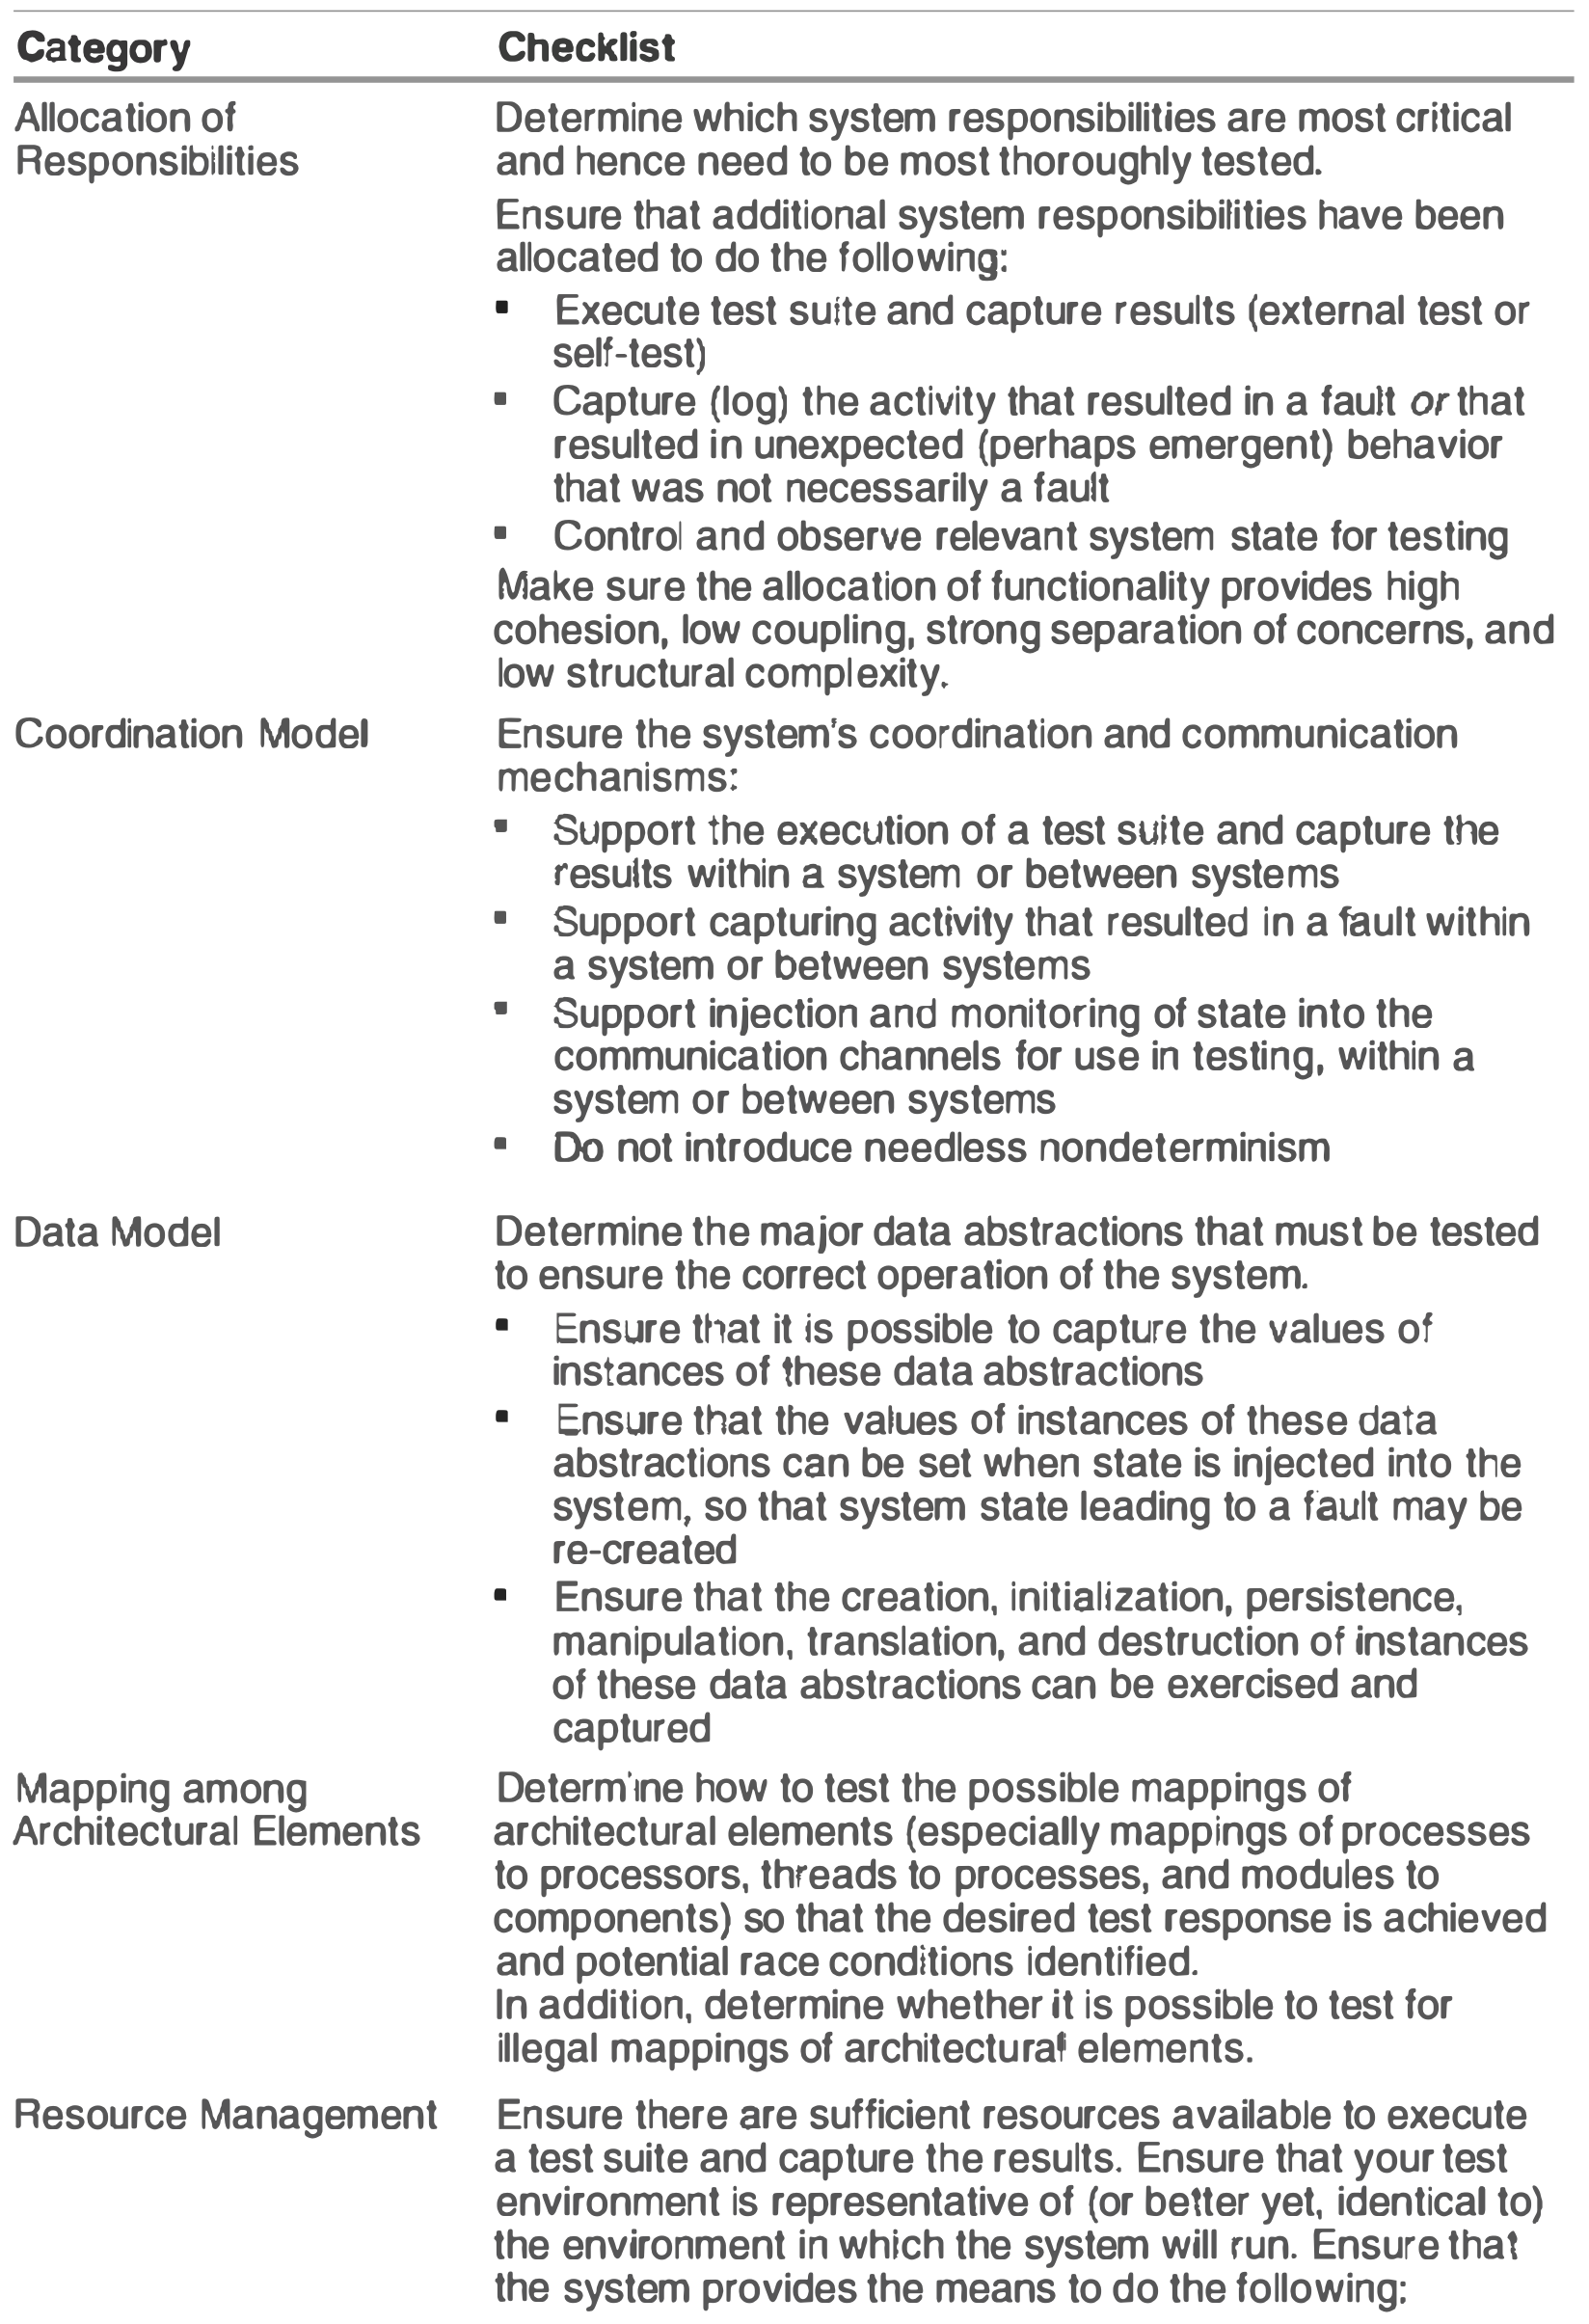 Category Checklist
Allocation of Determine which system responsibilities are most critical
Responsibilities and hence need to be most thoroughly tested.
Ensure that additional system responsibilities have been
allocated to do the following:
▪ Execute test suite and capture results (external test or
self-test)
▪ Capture (log) the activity that resulted in a fault or that
resulted in unexpected (perhaps emergent) behavior
that was not necessarily a fault
▪ Control and observe relevant system state for testing
Make sure the allocation of functionality provides high
cohesion, low coupling, strong separation of concerns, and
low structural complexity.
Coordination Model Ensure the system's coordination and communication
mechanisms:
▪ Support the execution of a test suite and capture the
results within a system or between systems
▪ Support capturing activity that resulted in a fault within
a system or between systems
▪ Support injection and monitoring of state into the
communication channels for use in testing, within a
system or between systems
▪ Do not introduce needless nondeterminism
Data Model Determine the major data abstractions that must be tested
to ensure the correct operation of the system.
▪ Ensure that it is possible to capture the values of
instances of these data abstractions
▪ Ensure that the values of instances of these data
abstractions can be set when state is injected into the
system, so that system state leading to a fault may be
re-created
▪ Ensure that the creation, initialization, persistence,
manipulation, translation, and destruction of instances
of these data abstractions can be exercised and
captured
Mapping among Determine how to test the possible mappings of
Architectural Elements architectural elements (especially mappings of processes
to processors, threads to processes, and modules to
components) so that the desired test response is achieved
and potential race conditions identified.
In addition, determine whether it is possible to test for
illegal mappings of architectural elements.
Resource Management Ensure there are sufficient resources available to execute
a test suite and capture the results. Ensure that your test
environment is representative of (or better yet, identical to)
the environment in which the system will run. Ensure that
the system provides the means to do the following: